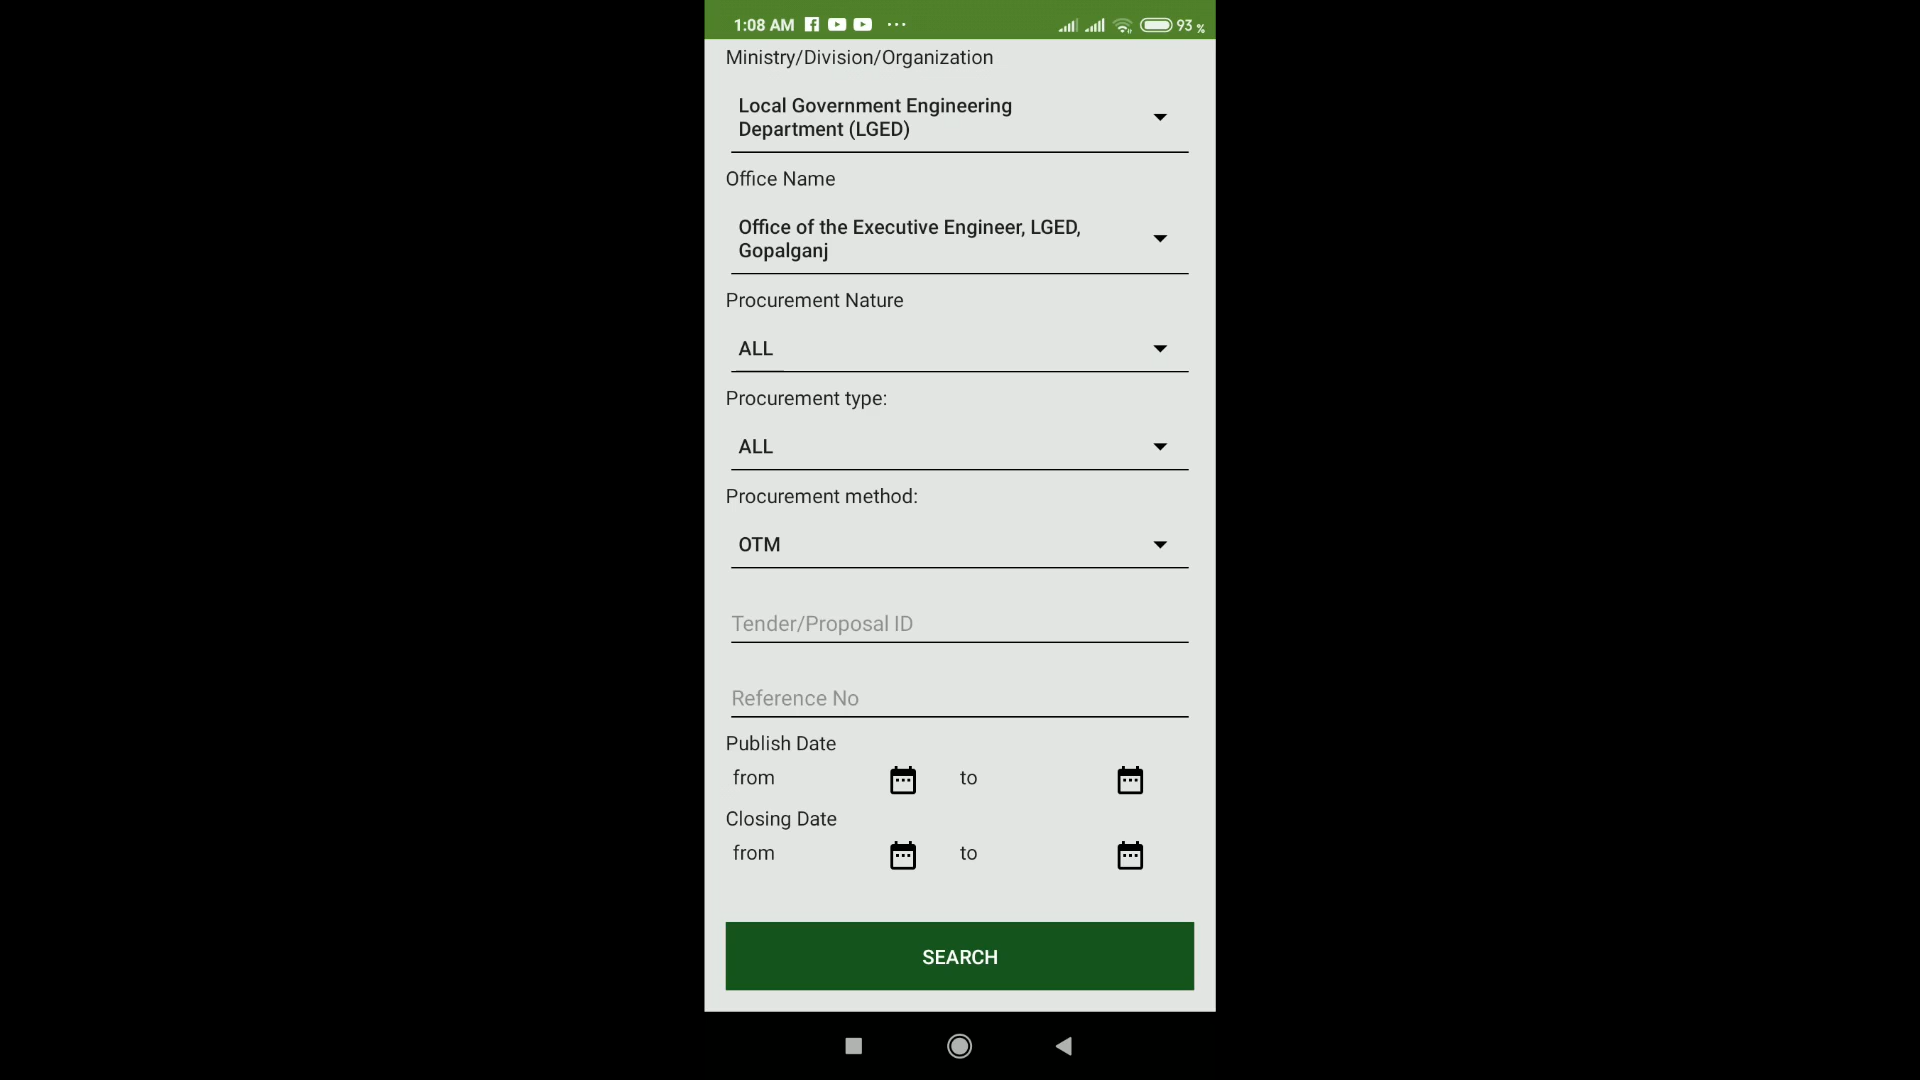 1:08 AM ... 93 %
Ministry/Division/Organization
Local Government Engineering
Department (LGED)
Office Name
Office of the Executive Engineer, LGED,
Gopalganj
Procurement Nature
ALL
Procurement type:
ALL
Procurement method:
OTM
Tender/Proposal ID
Reference No
Publish Date
from to
Closing Date
from to
SEARCH